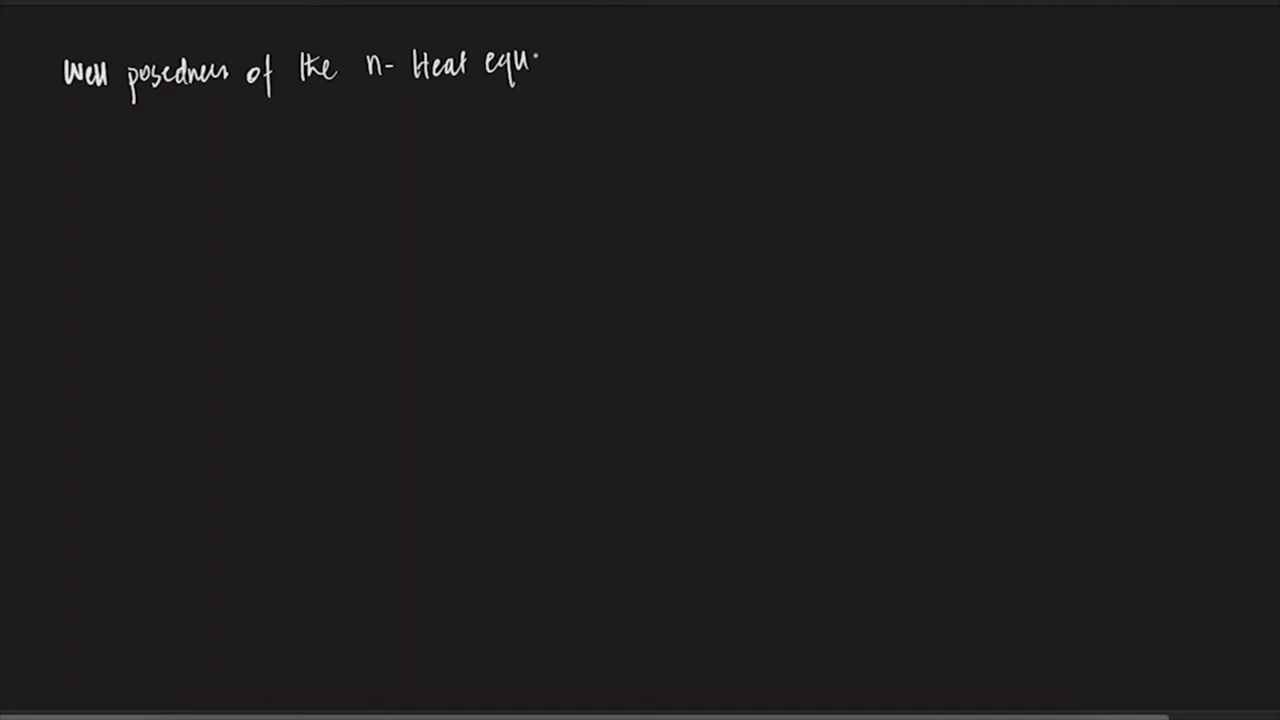 Well posedness of the n- Heat equ.